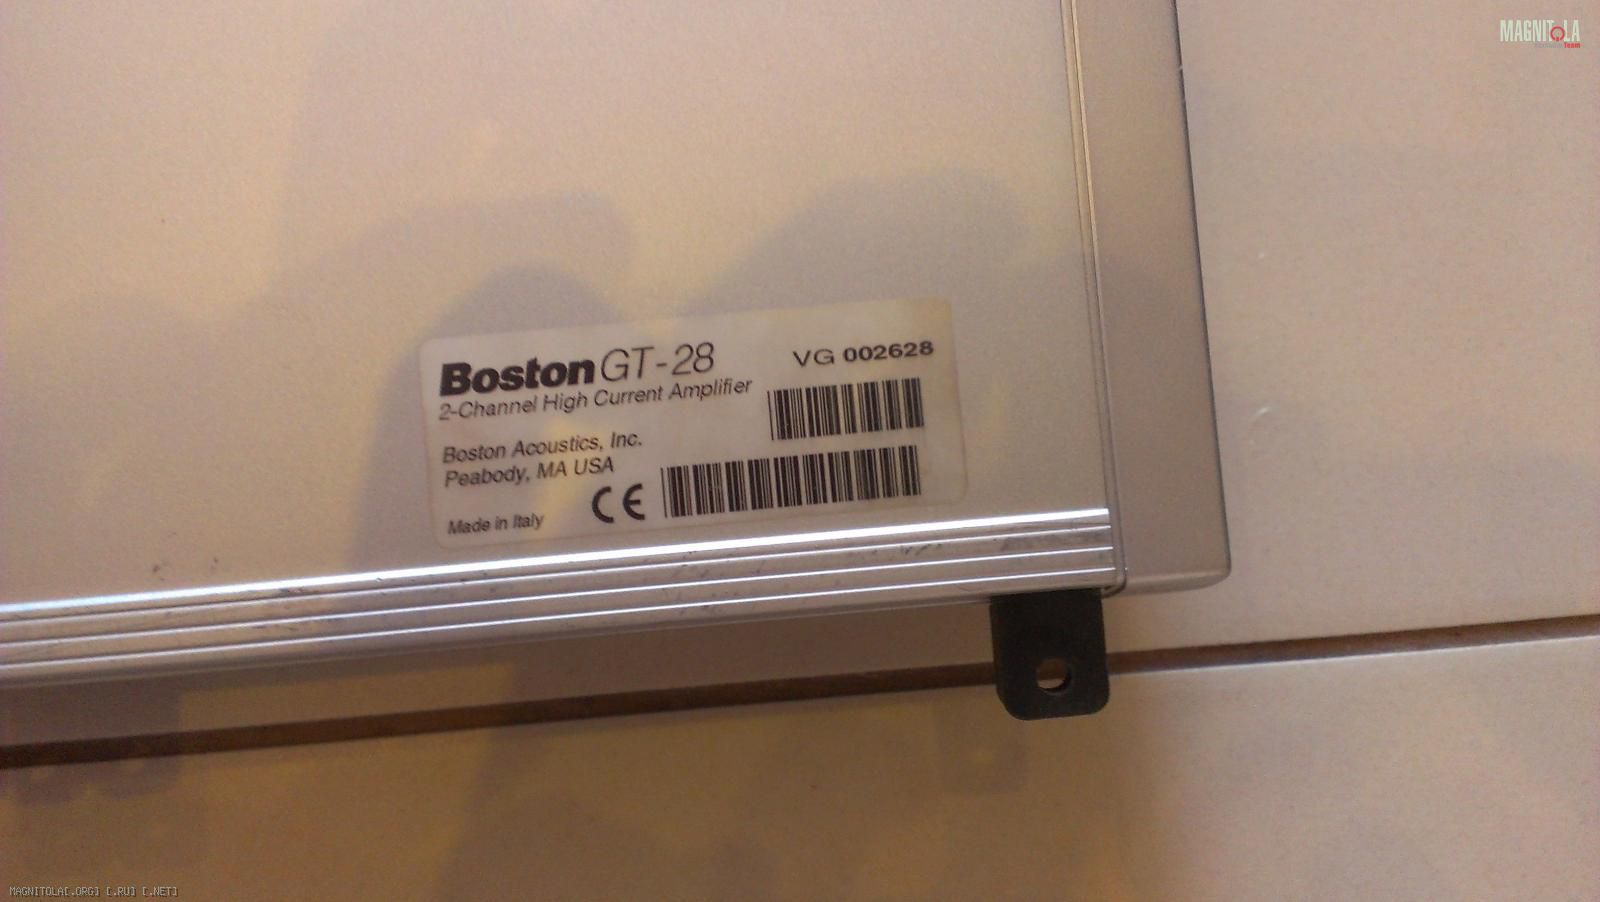 MAGNITOLA
Team
Boston GT-28
VG 002628
2-Channel High Current Amplifier
Boston Acoustics, Inc.
Peabody, MA USA
CE
Made in Italy
MAGNITOLA[.ORG] [.RU] [.NET]